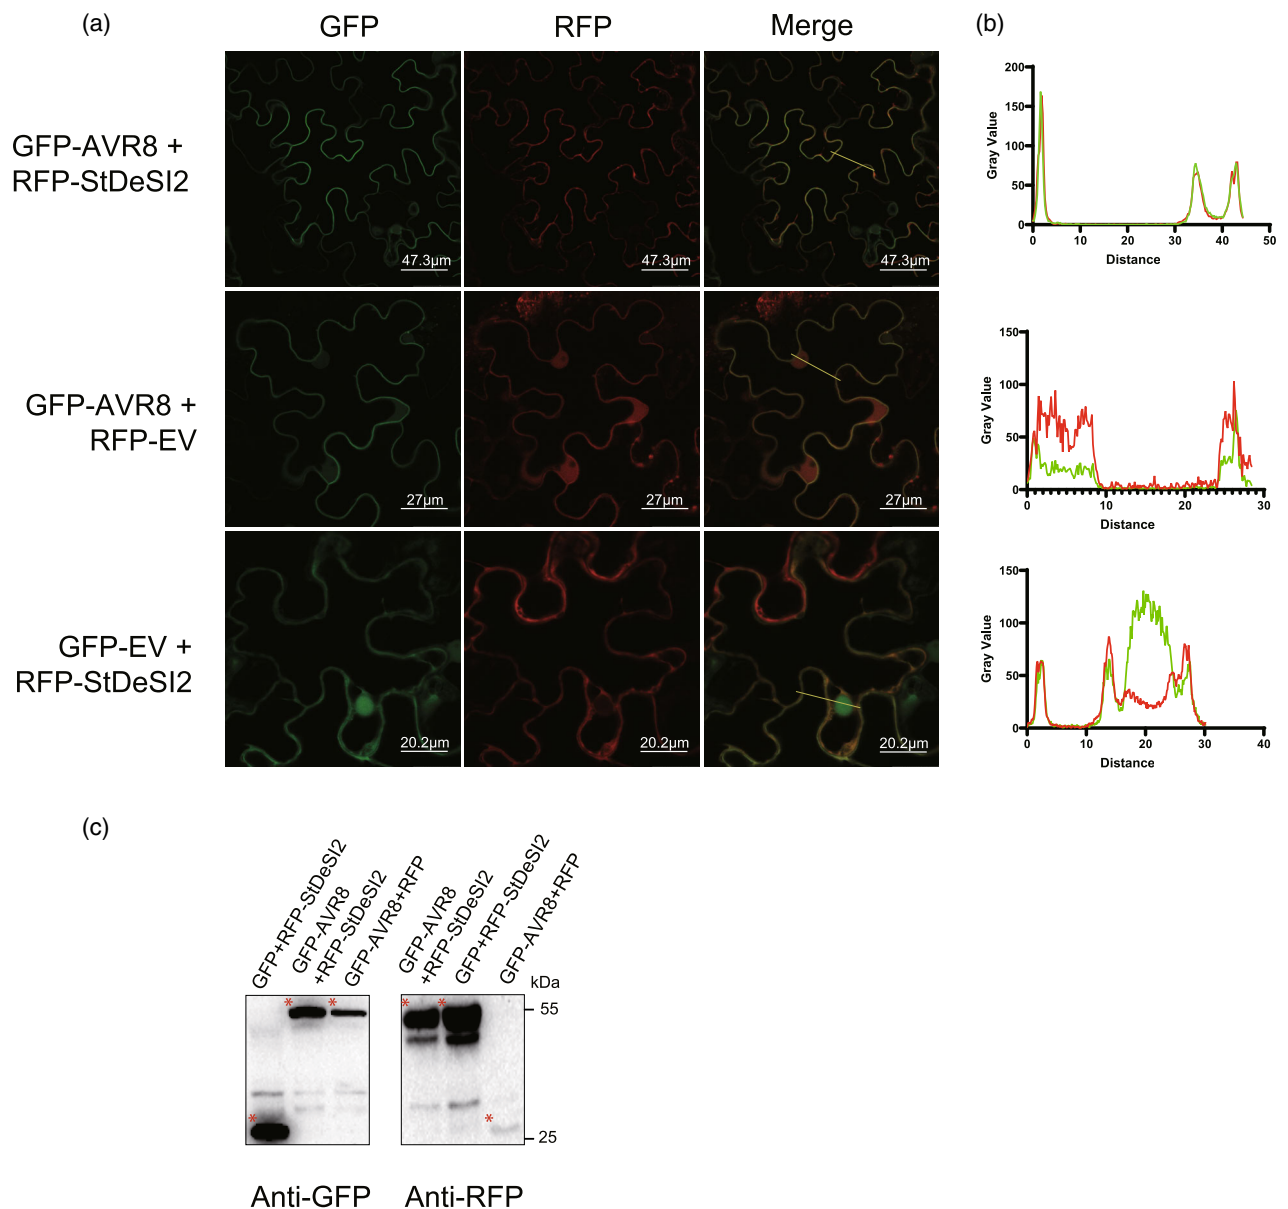 (a)
GFP
RFP
Merge
(b)
GFP-AVR8 +
RFP-StDeSI2
47.3µm
47.3µm
47.3µm
200
150
100
50
0
Gray Value
0 10 20 30 40 50
Distance
GFP-AVR8 +
RFP-EV
27µm
27µm
27µm
150
100
50
0
Gray Value
0 10 20 30
Distance
GFP-EV +
RFP-StDeSI2
20.2µm
20.2µm
20.2µm
150
100
50
0
Gray Value
0 10 20 30 40
Distance
(c)
GFP+RFP-StDeSI2
GFP-AVR8
+RFP-StDeSI2
GFP-AVR8+RFP
GFP-AVR8
+RFP-StDeSI2
GFP+RFP-StDeSI2
GFP-AVR8+RFP
kDa
* * * *
55
* *
25
Anti-GFP
Anti-RFP